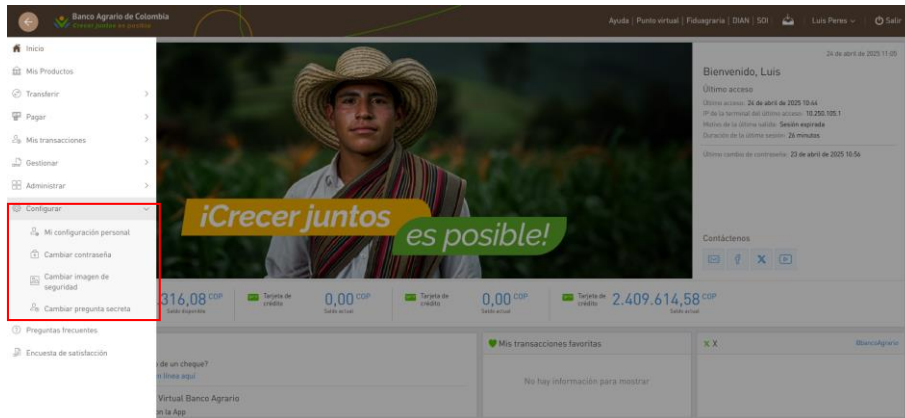 Banco Agrario de Colombia
Crecer juntos es posible
Ayuda | Punto virtual | Fiduagraria | DIAN | SOI
Luis Peres
Salir
Inicio
Mis Productos
Transferir
Pagar
Mis transacciones
Gestionar
Administrar
Configurar
Mi configuración personal
Cambiar contraseña
Cambiar imagen de
seguridad
Cambiar pregunta secreta
Preguntas frecuentes
Encuesta de satisfacción
¡Crecer juntos
es posible!
24 de abril de 2025 11:05
Bienvenido, Luis
Último acceso
Último acceso: 24 de abril de 2025 10:44
IP de la terminal del último acceso: 10.250.105.1
Motivo de la última salida: Sesión expirada
Duración de la última sesión: 26 minutos
Último cambio de contraseña: 23 de abril de 2025 10:56
Contáctenos
316,08 COP
Saldo disponible
Tarjeta de
crédito
0,00 COP
Saldo actual
Tarjeta de
crédito
0,00 COP
Saldo actual
Tarjeta de
crédito
2.409.614,58 COP
Saldo actual
de un cheque?
en línea aquí
Virtual Banco Agrario
on la App
Mis transacciones favoritas
No hay información para mostrar
X X
@bancoAgrario